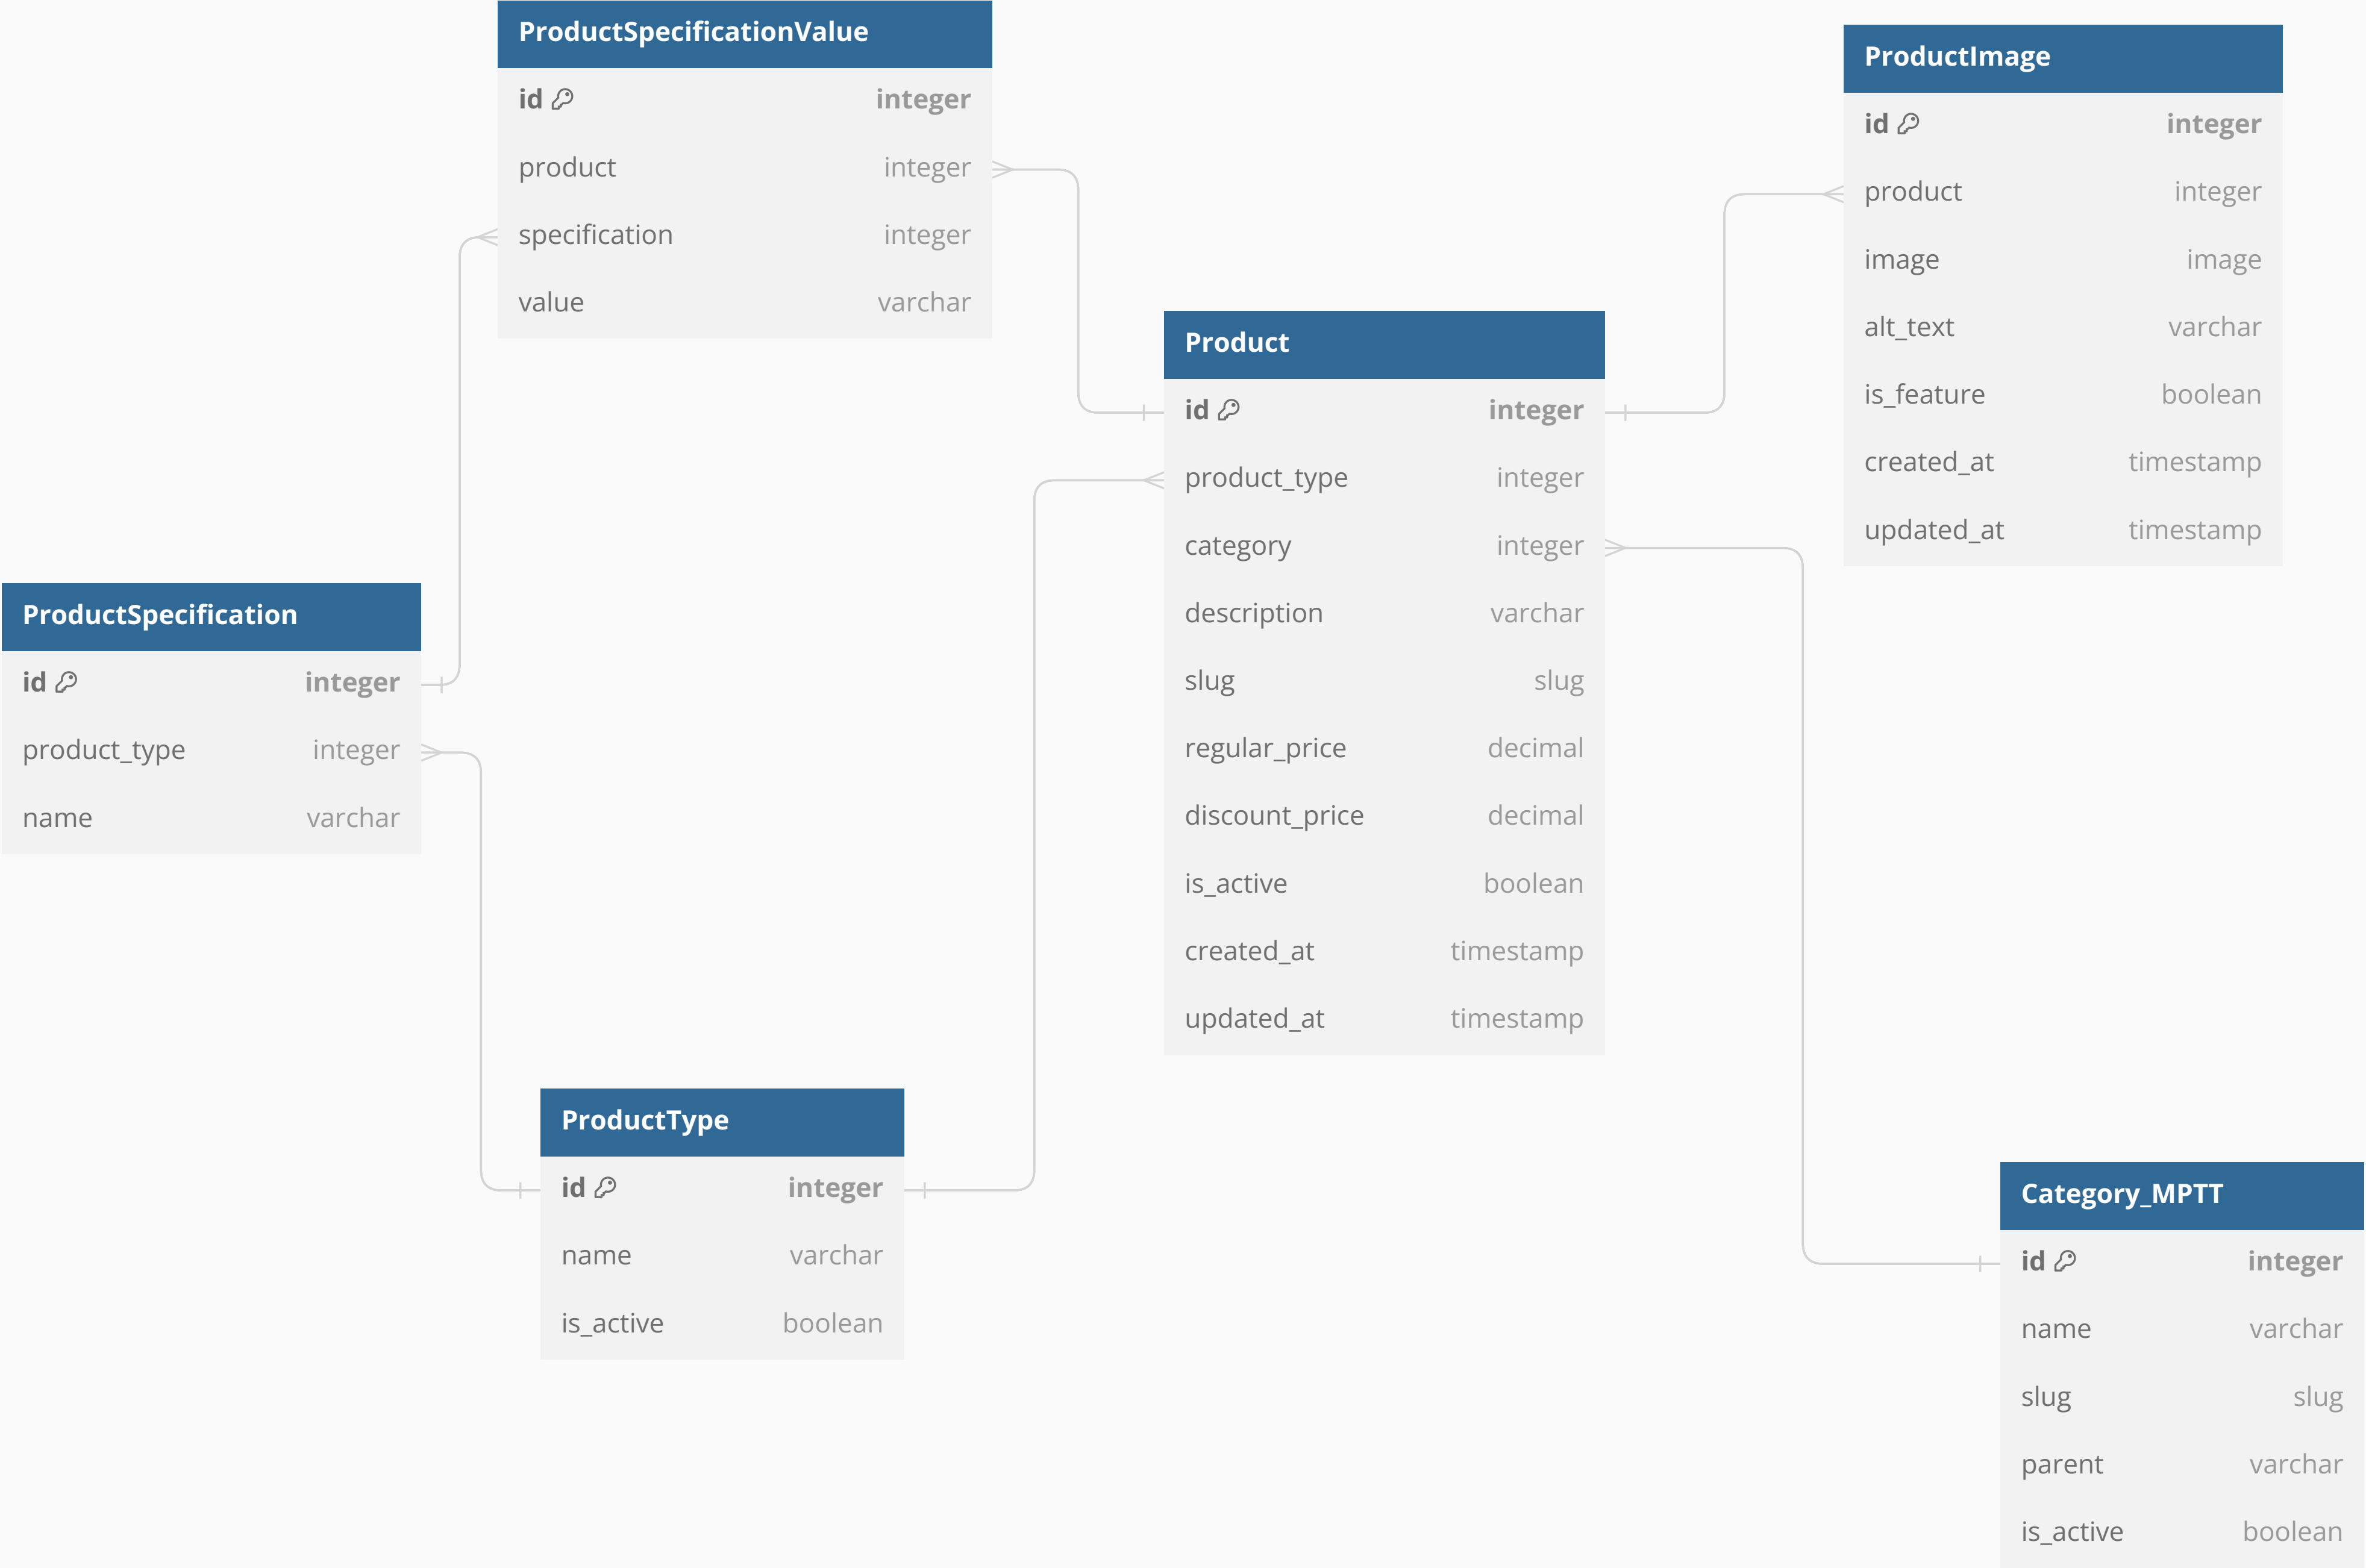 ProductSpecificationValue
id integer
product integer
specification integer
value varchar
ProductImage
id integer
product integer
image image
alt_text varchar
is_feature boolean
created_at timestamp
updated_at timestamp
Product
id integer
product_type integer
category integer
description varchar
slug slug
regular_price decimal
discount_price decimal
is_active boolean
created_at timestamp
updated_at timestamp
ProductSpecification
id integer
product_type integer
name varchar
ProductType
id integer
name varchar
is_active boolean
Category_MPTT
id integer
name varchar
slug slug
parent varchar
is_active boolean